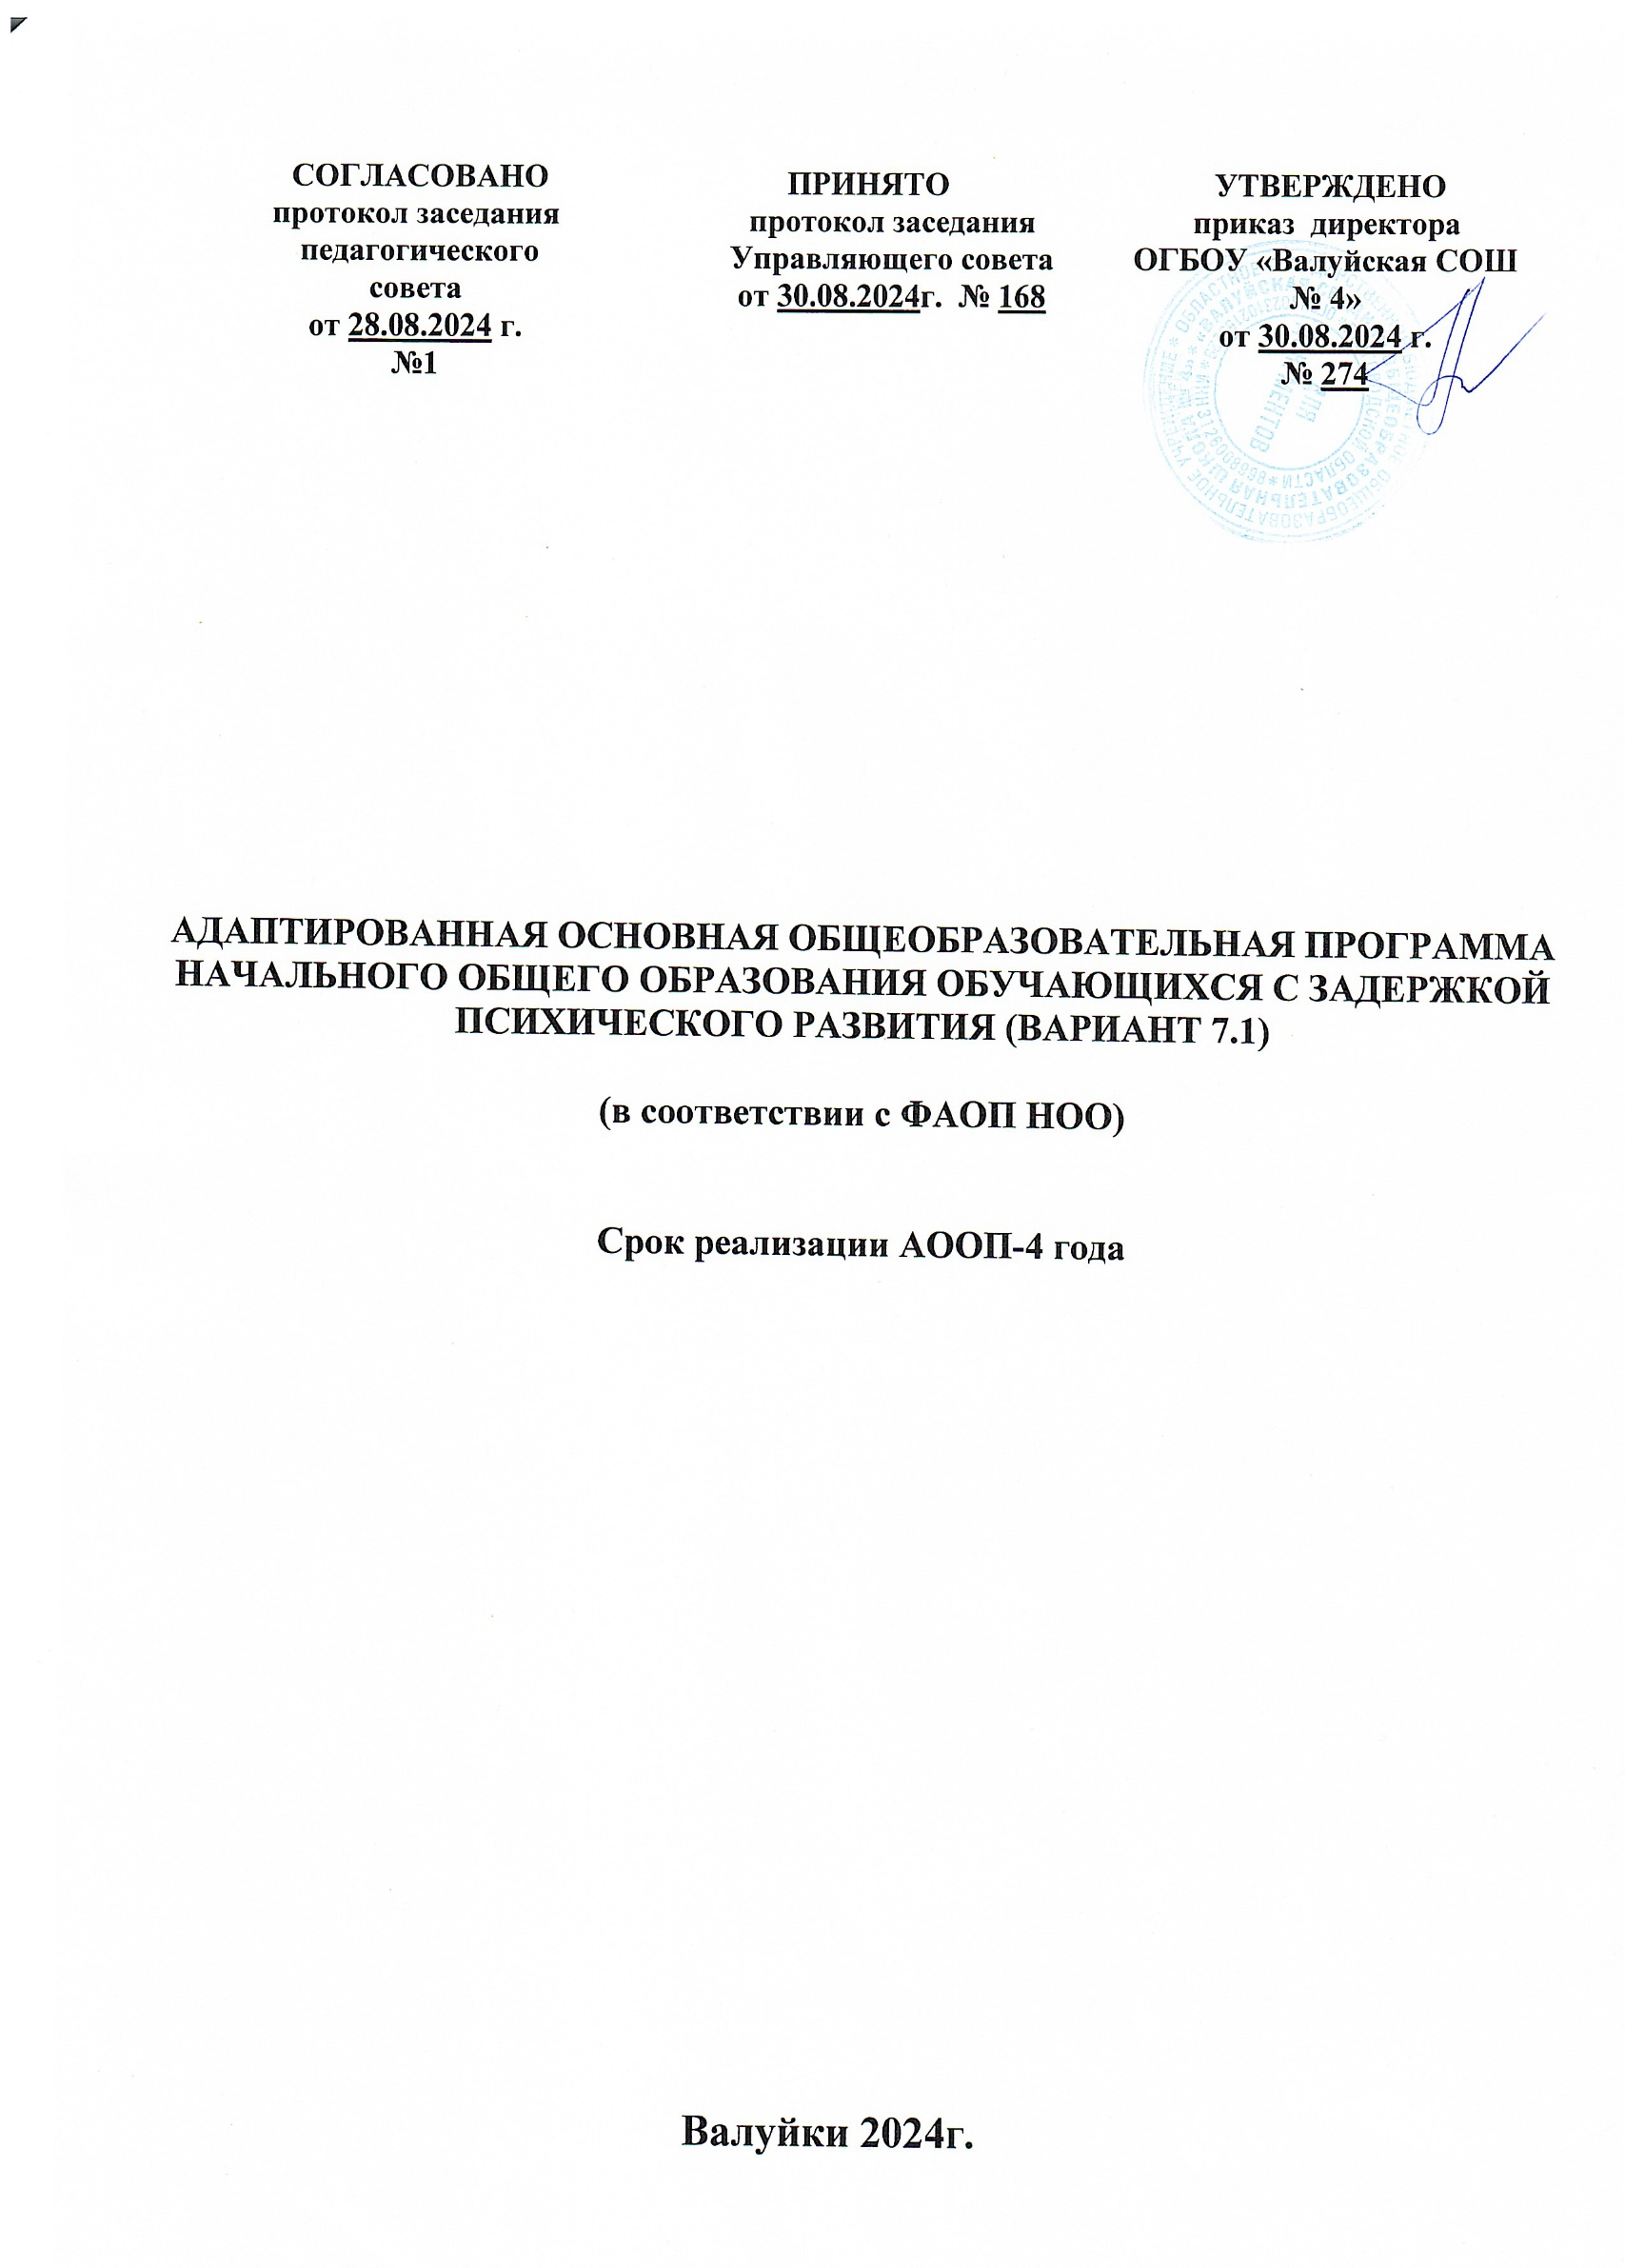 СОГЛАСОВАНО
протокол заседания
педагогического
совета
от 28.08.2024 г.
№1
ПРИНЯТО
протокол заседания
Управляющего совета
от 30.08.2024г. № 168
УТВЕРЖДЕНО
приказ директора
ОГБОУ «Валуйская СОШ
№ 4»
от 30.08.2024 г.
№ 274
АДАПТИРОВАННАЯ ОСНОВНАЯ ОБЩЕОБРАЗОВАТЕЛЬНАЯ ПРОГРАММА
НАЧАЛЬНОГО ОБЩЕГО ОБРАЗОВАНИЯ ОБУЧАЮЩИХСЯ С ЗАДЕРЖКОЙ
ПСИХИЧЕСКОГО РАЗВИТИЯ (ВАРИАНТ 7.1)
(в соответствии с ФАОП НОО)
Срок реализации АООП-4 года
Валуйки 2024г.